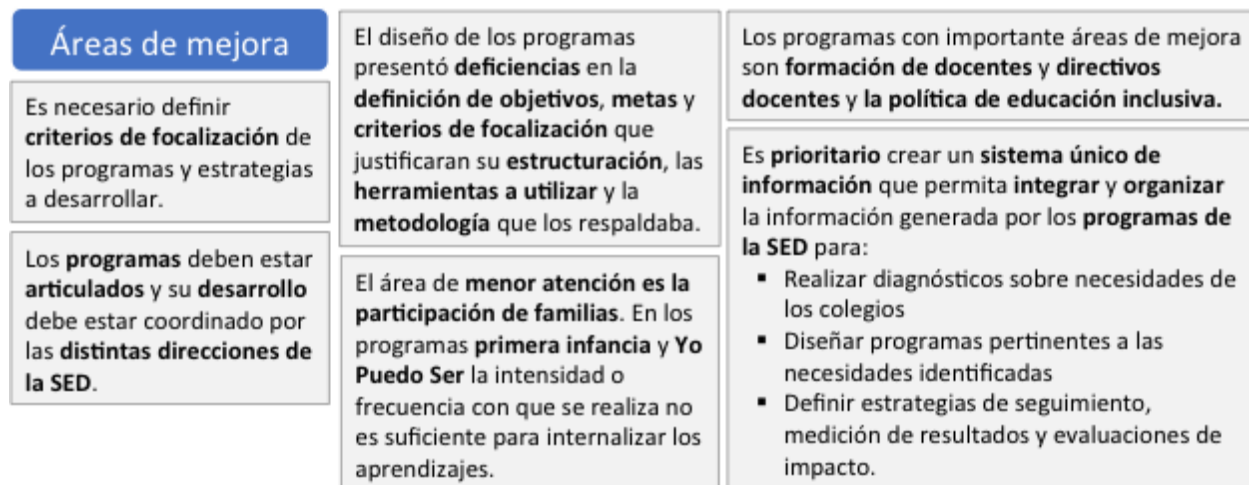 Áreas de mejora
Es necesario definir
criterios de focalización de
los programas y estrategias
a desarrollar.
Los programas deben estar
articulados y su desarrollo
debe estar coordinado por
las distintas direcciones de
la SED.
El diseño de los programas
presentó deficiencias en la
definición de objetivos, metas y
criterios de focalización que
justificaran su estructuración, las
herramientas a utilizar y la
metodología que los respaldaba.
El área de menor atención es la
participación de familias. En los
programas primera infancia y Yo
Puedo Ser la intensidad o
frecuencia con que se realiza no
es suficiente para internalizar los
aprendizajes.
Los programas con importante áreas de mejora
son formación de docentes y directivos
docentes y la política de educación inclusiva.
Es prioritario crear un sistema único de
información que permita integrar y organizar
la información generada por los programas de
la SED para:
▪ Realizar diagnósticos sobre necesidades de
los colegios
▪ Diseñar programas pertinentes a las
necesidades identificadas
▪ Definir estrategias de seguimiento,
medición de resultados y evaluaciones de
impacto.